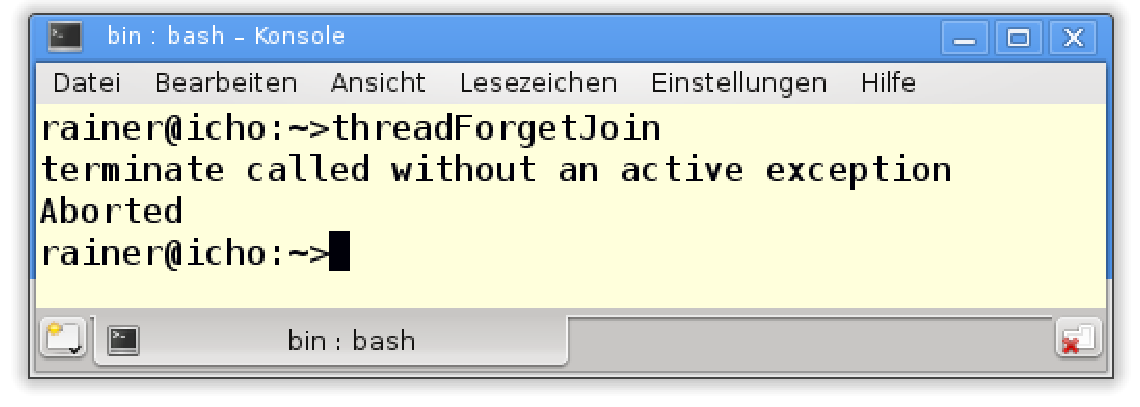 bin : bash – Konsole
Datei Bearbeiten Ansicht Lesezeichen Einstellungen Hilfe
rainer@icho:~>threadForgetJoin
terminate called without an active exception
Aborted
rainer@icho:~>
bin : bash